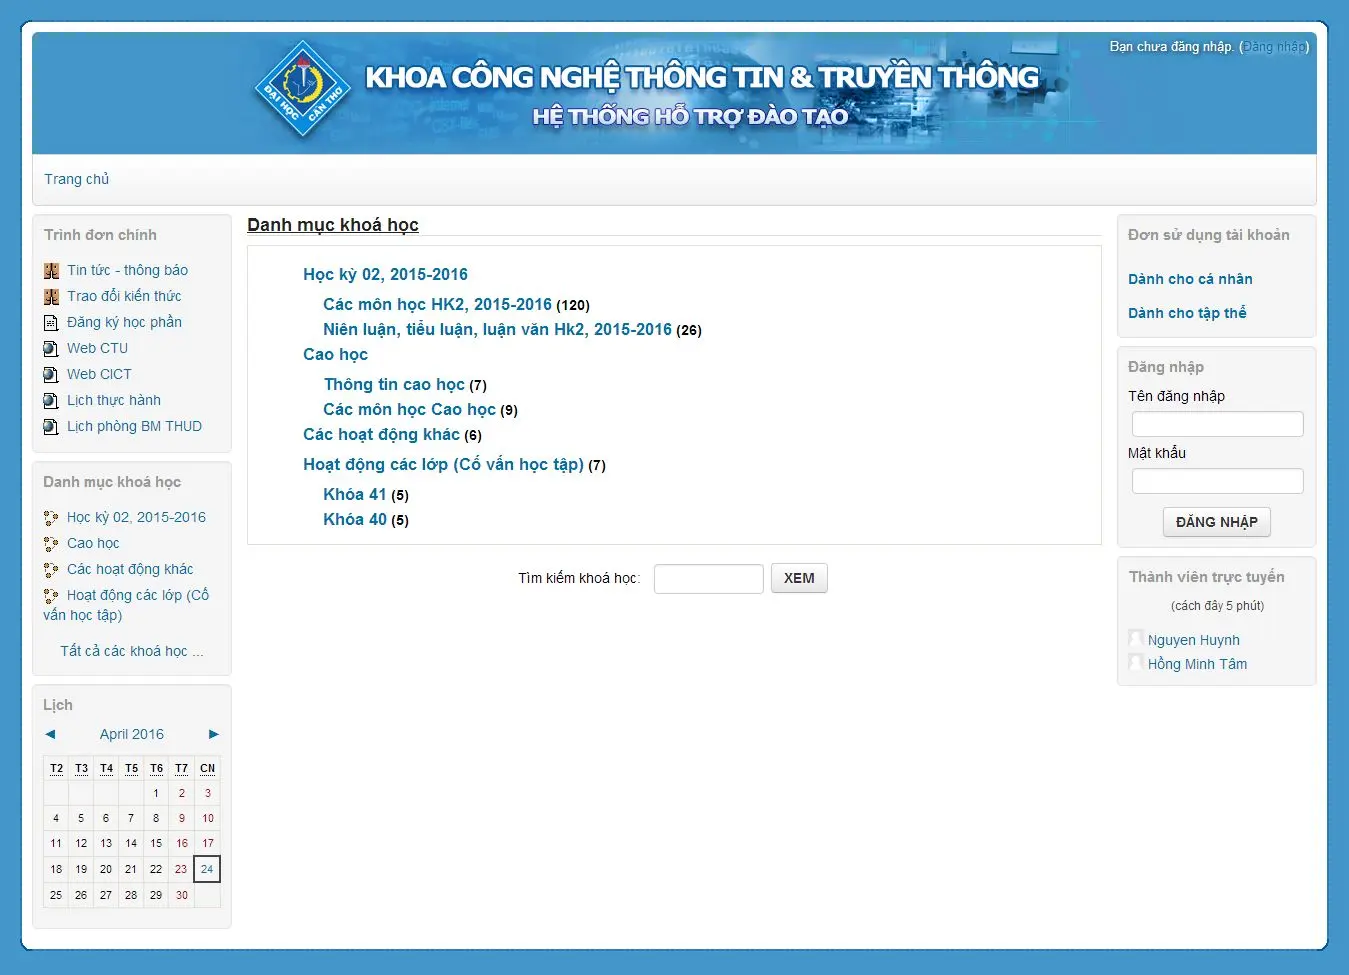 Bạn chưa đăng nhập. (Đăng nhập)
ĐẠI HỌC CẦN THƠ
KHOA CÔNG NGHỆ THÔNG TIN & TRUYỀN THÔNG
HỆ THỐNG HỖ TRỢ ĐÀO TẠO
Trang chủ
Trình đơn chính
Tin tức - thông báo
Trao đổi kiến thức
Đăng ký học phần
Web CTU
Web CICT
Lịch thực hành
Lịch phòng BM THUD
Danh mục khoá học
Học kỳ 02, 2015-2016
Cao học
Các hoạt động khác
Hoạt động các lớp (Cố
vấn học tập)
Tất cả các khoá học ...
Lịch
◄ April 2016 ►
T2 T3 T4 T5 T6 T7 CN
1 2 3
4 5 6 7 8 9 10
11 12 13 14 15 16 17
18 19 20 21 22 23 24
25 26 27 28 29 30
Danh mục khoá học
Học kỳ 02, 2015-2016
Các môn học HK2, 2015-2016 (120)
Niên luận, tiểu luận, luận văn Hk2, 2015-2016 (26)
Cao học
Thông tin cao học (7)
Các môn học Cao học (9)
Các hoạt động khác (6)
Hoạt động các lớp (Cố vấn học tập) (7)
Khóa 41 (5)
Khóa 40 (5)
Tìm kiếm khoá học: XEM
Đơn sử dụng tài khoản
Dành cho cá nhân
Dành cho tập thể
Đăng nhập
Tên đăng nhập
Mật khẩu
ĐĂNG NHẬP
Thành viên trực tuyến
(cách đây 5 phút)
Nguyen Huynh
Hồng Minh Tâm